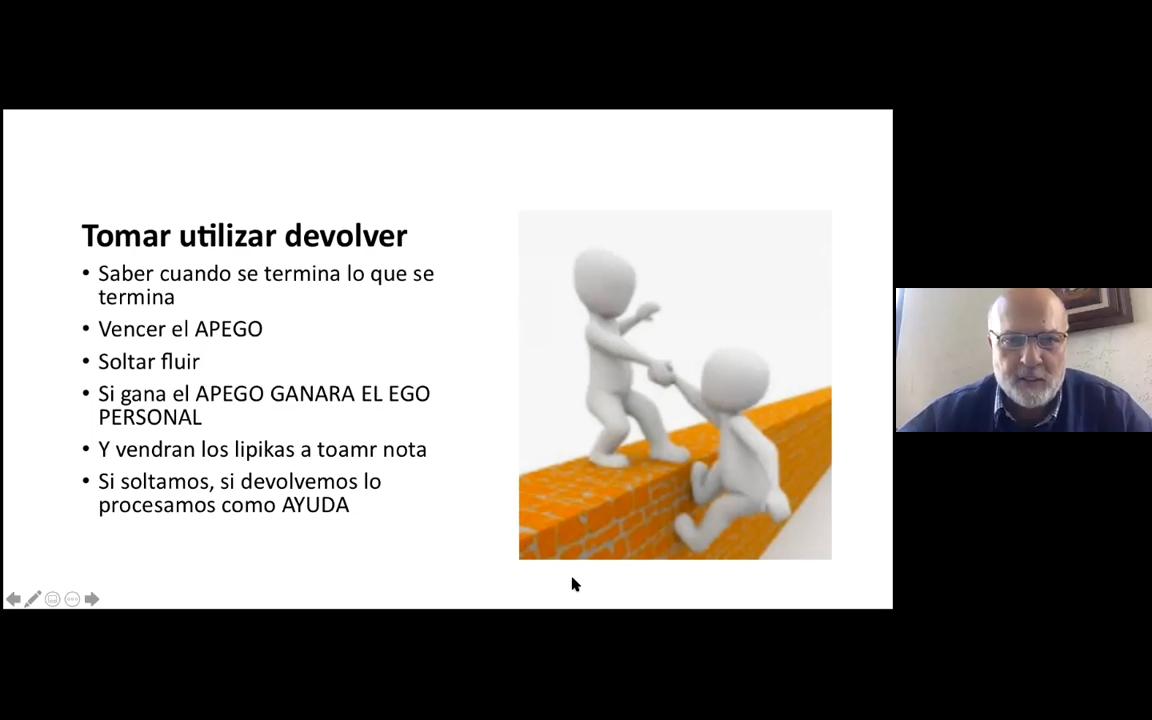 Tomar utilizar devolver
• Saber cuando se termina lo que se
termina
• Vencer el APEGO
• Soltar fluir
• Si gana el APEGO GANARA EL EGO
PERSONAL
• Y vendran los lipikas a toamr nota
• Si soltamos, si devolvemos lo
procesamos como AYUDA